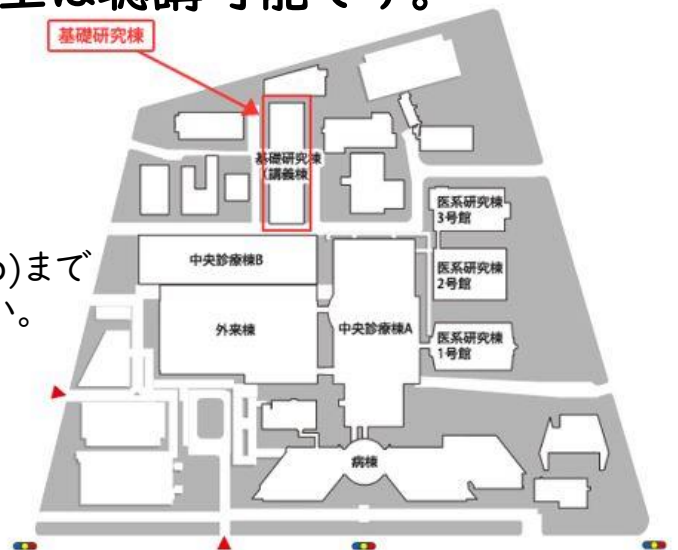 は聴講可能です。
基礎研究棟
基礎研究棟
(講義棟
医系研究棟
3号館
)まで
中央診療棟B
い。
医系研究棟
2号館
外来棟
中央診療棟A
医系研究棟
1号館
病棟